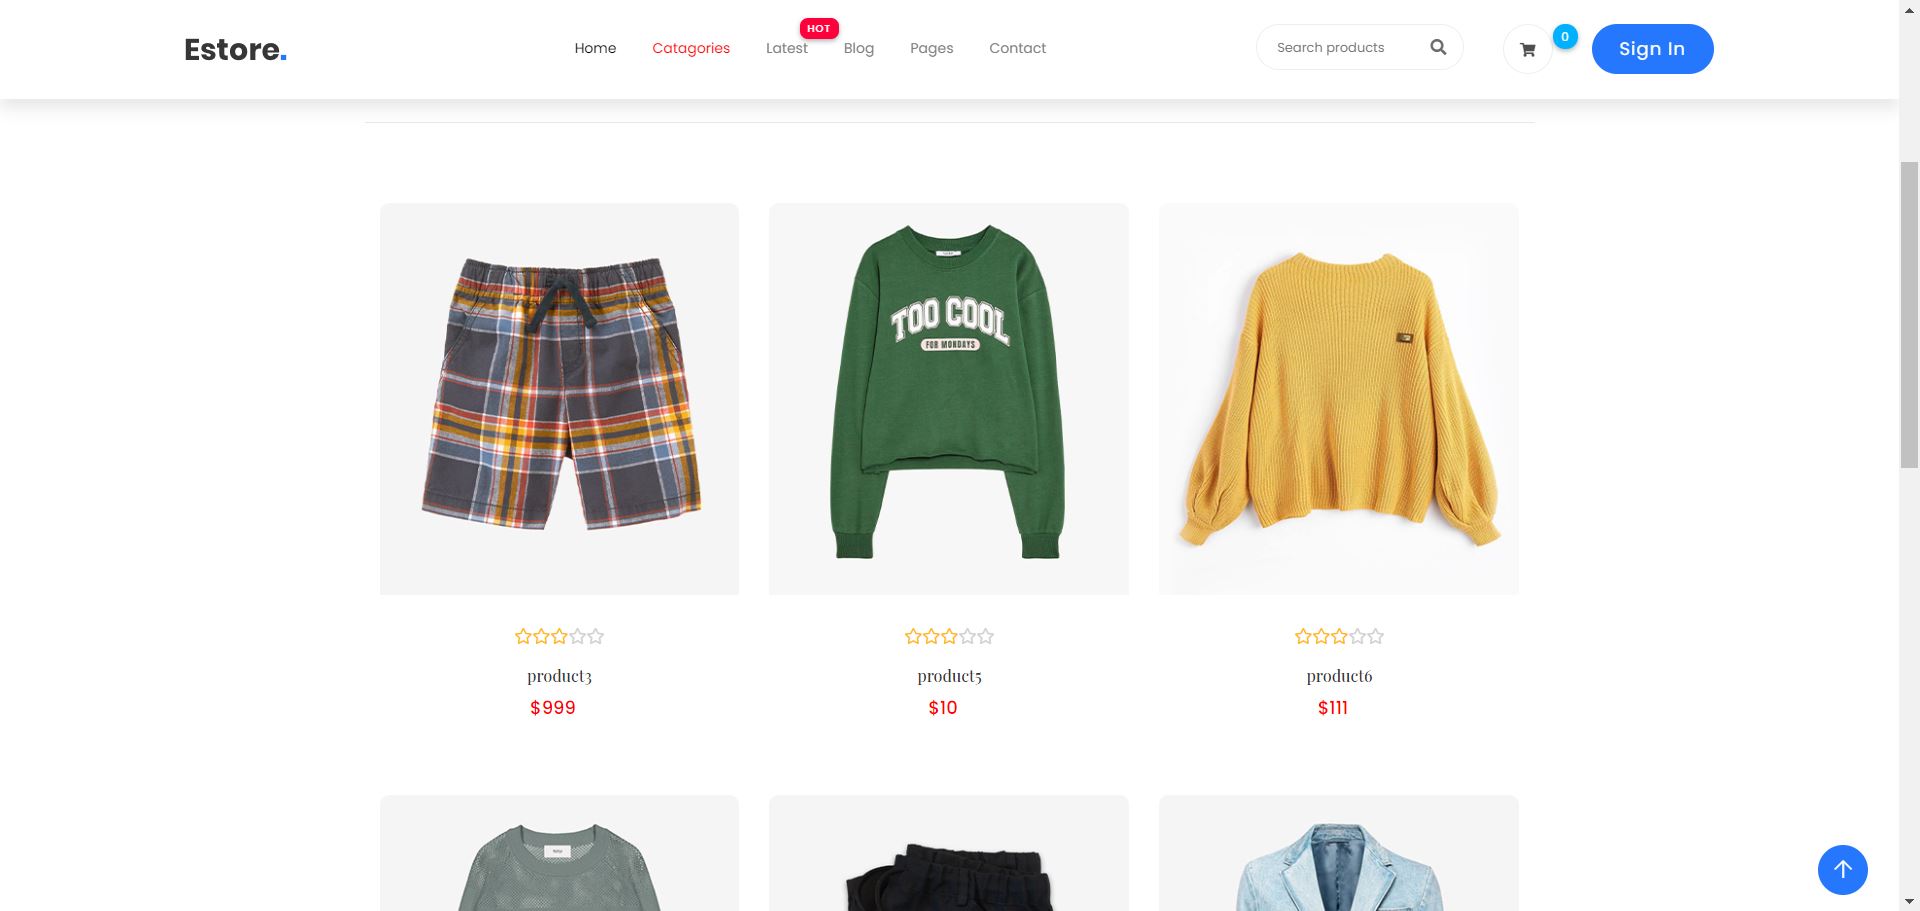 Estore.
Home
Catagories
Latest
HOT
Blog
Pages
Contact
Search products
0
Sign In
TOO COOL
FOR MONDAYS
product3
$999
product5
$10
product6
$111